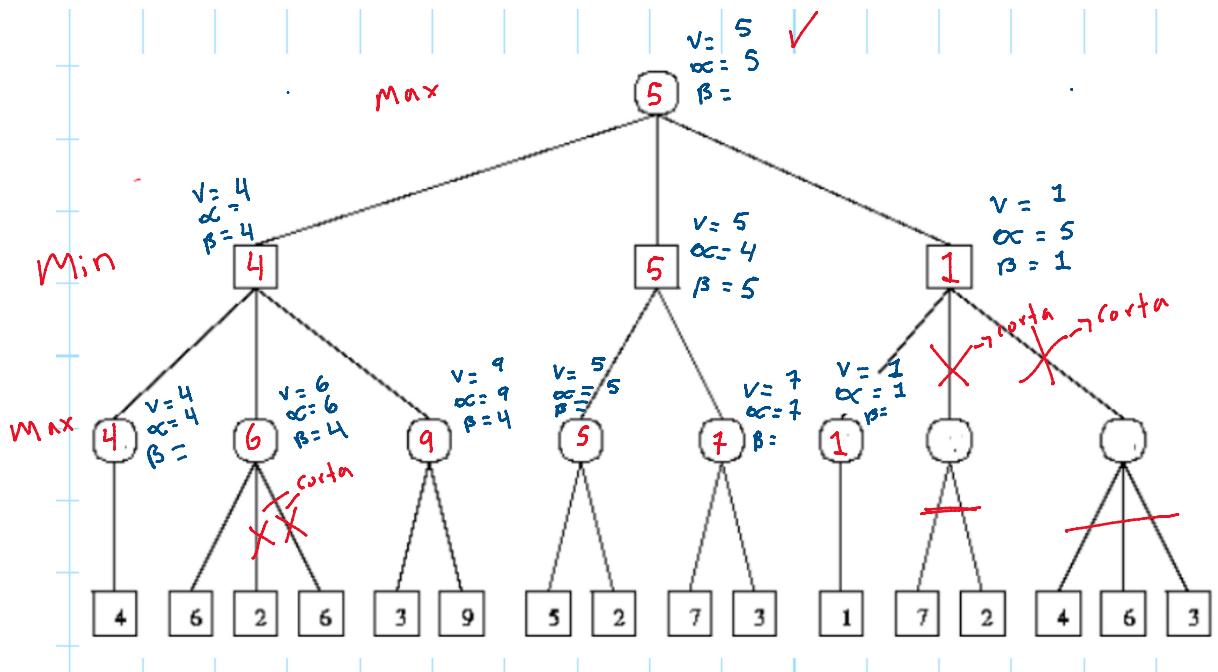 V= 5
α= 5
β=
✓
Max
5
V= 4
α=
β= 4
V= 5
α= 4
β= 5
V= 1
α= 5
β= 1
Min
4
5
1
→ corta
→ corta
V= 4
α= 4
β=
V= 6
α= 6
β= 4
V= 9
α= 9
β= 4
V= 5
α= 5
β=
V= 7
α= 7
β=
V= 1
α= 1
β=
Max
4
6
9
5
7
1
corta
4 6 2 6 3 9 5 2 7 3 1 7 2 4 6 3